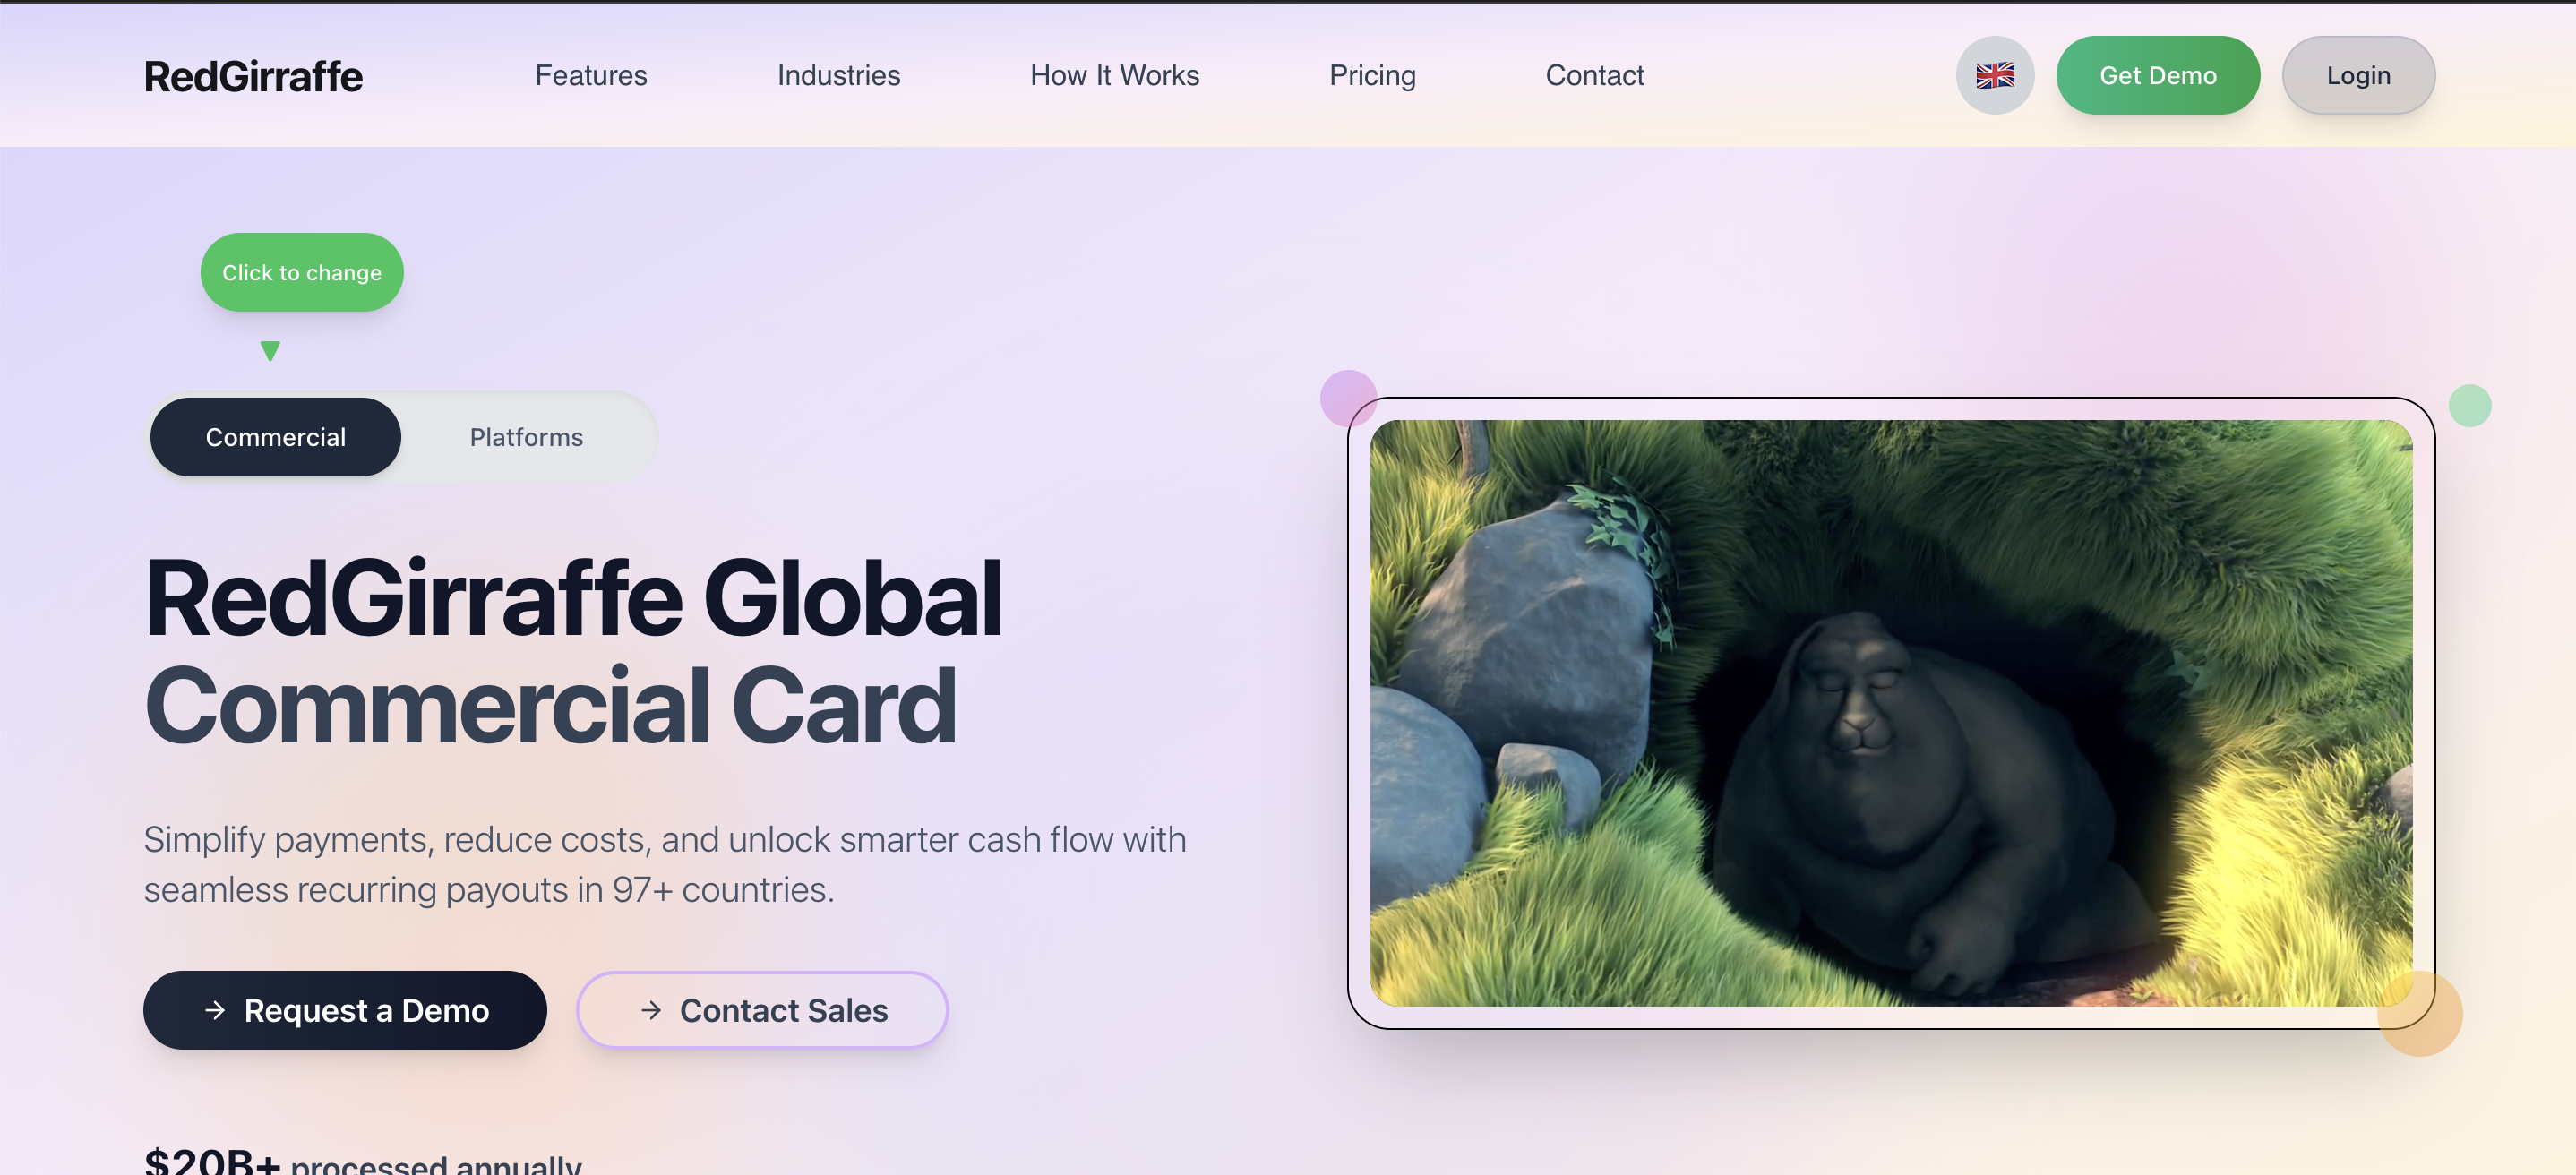 RedGirraffe
Features
Industries
How It Works
Pricing
Contact
Get Demo
Login
Click to change
Commercial
Platforms
RedGirraffe Global
Commercial Card
Simplify payments, reduce costs, and unlock smarter cash flow with
seamless recurring payouts in 97+ countries.
→ Request a Demo
→ Contact Sales
$20B+ processed annually